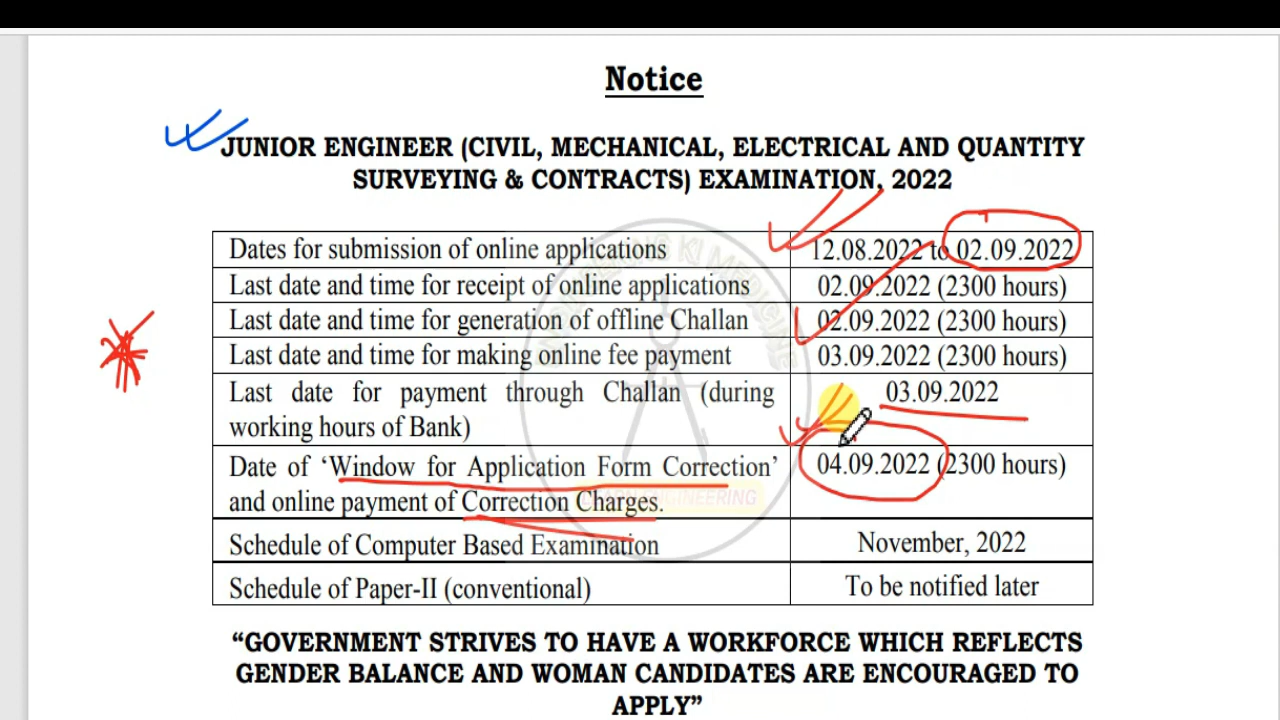 Notice
JUNIOR ENGINEER (CIVIL, MECHANICAL, ELECTRICAL AND QUANTITY
SURVEYING & CONTRACTS) EXAMINATION, 2022
Dates for submission of online applications 12.08.2022 to 02.09.2022
Last date and time for receipt of online applications 02.09.2022 (2300 hours)
Last date and time for generation of offline Challan 02.09.2022 (2300 hours)
Last date and time for making online fee payment 03.09.2022 (2300 hours)
Last date for payment through Challan (during 03.09.2022
working hours of Bank)
Date of ‘Window for Application Form Correction’ 04.09.2022 (2300 hours)
and online payment of Correction Charges.
Schedule of Computer Based Examination November, 2022
Schedule of Paper-II (conventional) To be notified later
“GOVERNMENT STRIVES TO HAVE A WORKFORCE WHICH REFLECTS
GENDER BALANCE AND WOMAN CANDIDATES ARE ENCOURAGED TO
APPLY”